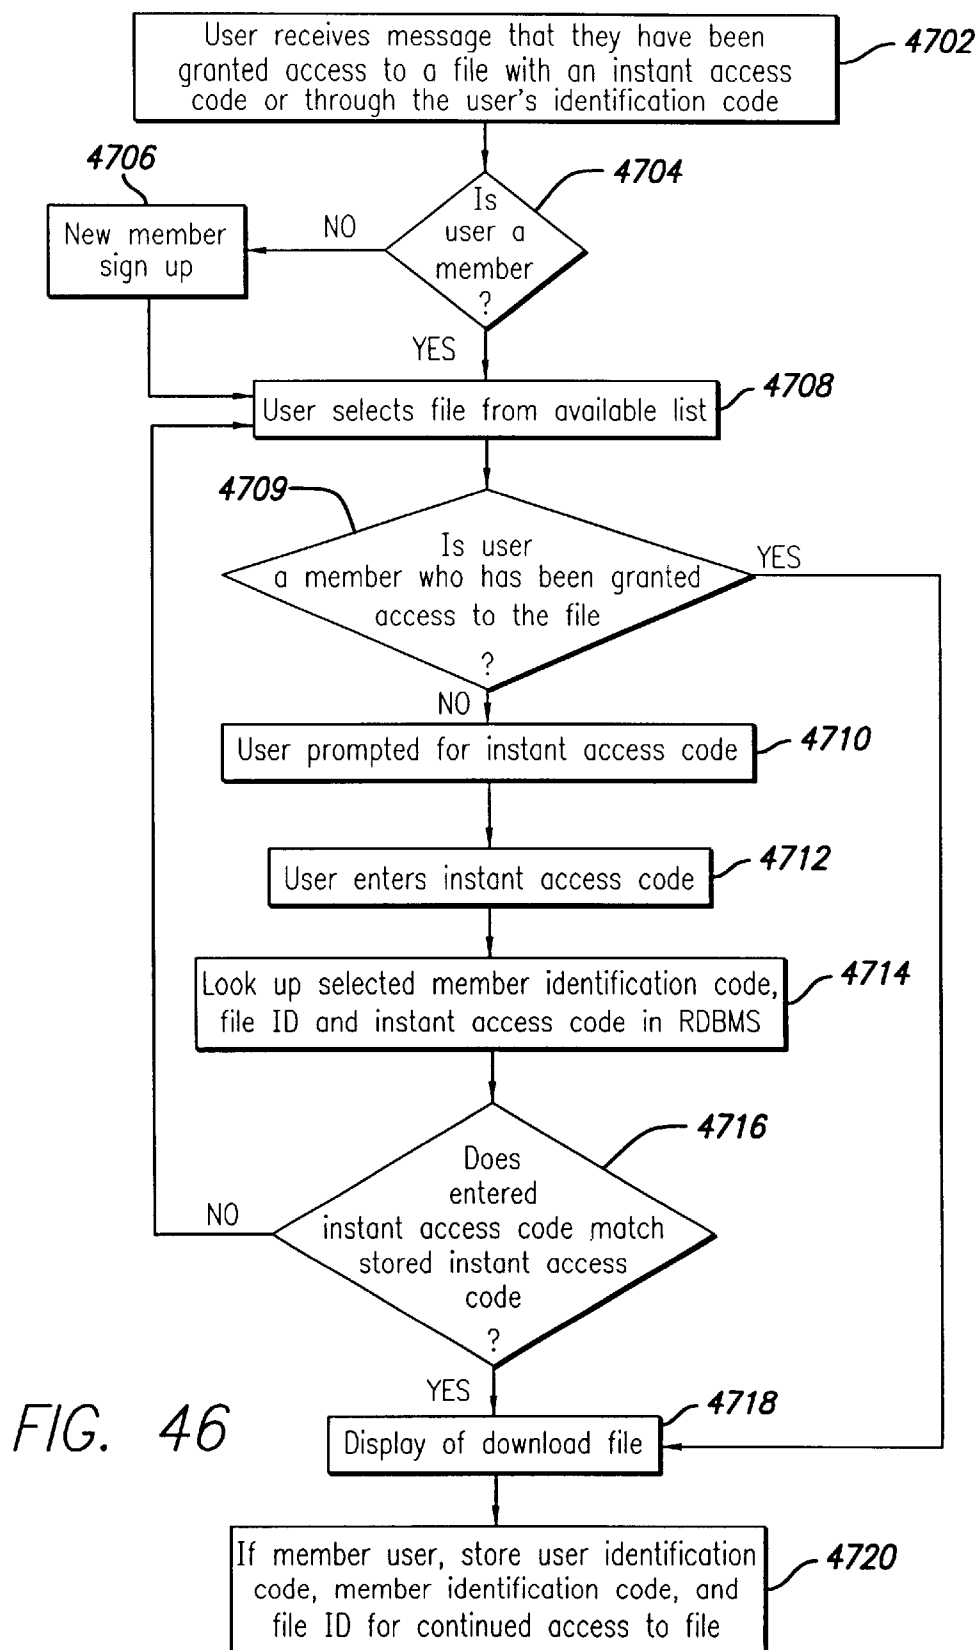 User receives message that they have been
granted access to a file with an instant access
code or through the user's identification code
4702
4706
4704
Is
user a
member
?
NO
New member
sign up
YES
4708
User selects file from available list
4709
Is user
a member who has been granted
access to the file
?
YES
NO
4710
User prompted for instant access code
4712
User enters instant access code
4714
Look up selected member identification code,
file ID and instant access code in RDBMS
4716
Does
entered
instant access code match
stored instant access
code
?
NO
YES
4718
FIG. 46
Display of download file
4720
If member user, store user identification
code, member identification code, and
file ID for continued access to file